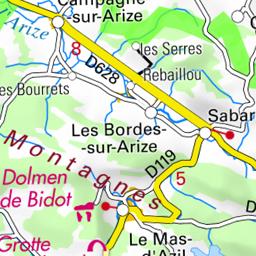 Campagne
-sur-Arize
Arize
8
les Serres
D628
Rebaillou
es Bourrets
Sabar
Les Bordes-
-sur-Arize
D119
5
Montagnes
Dolmen
de Bidot
Grotte
Le Mas-
d'Azil
D